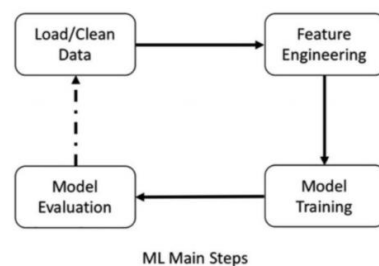 Load/Clean
Data
Feature
Engineering
Model
Evaluation
Model
Training
ML Main Steps